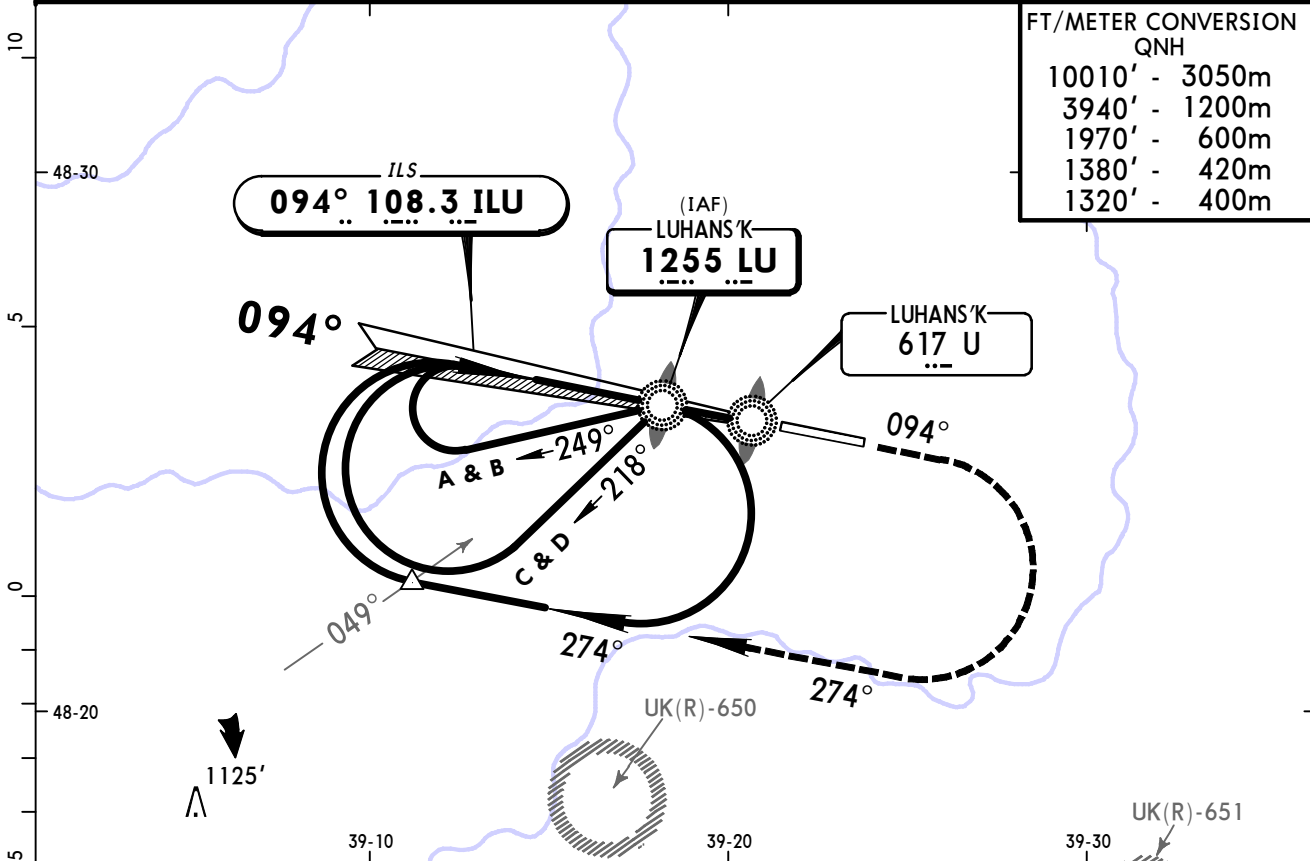 FT/METER CONVERSION
QNH
10010' - 3050m
3940' - 1200m
1970' - 600m
1380' - 420m
1320' - 400m
10
48-30
ILS
094° 108.3 ILU
(IAF)
LUHANS'K
1255 LU
LUHANS'K
617 U
5
094°
094°
249°
A & B
218°
C & D
0
049°
274°
274°
48-20
UK(R)-650
1125'
UK(R)-651
5
39-10
39-20
39-30